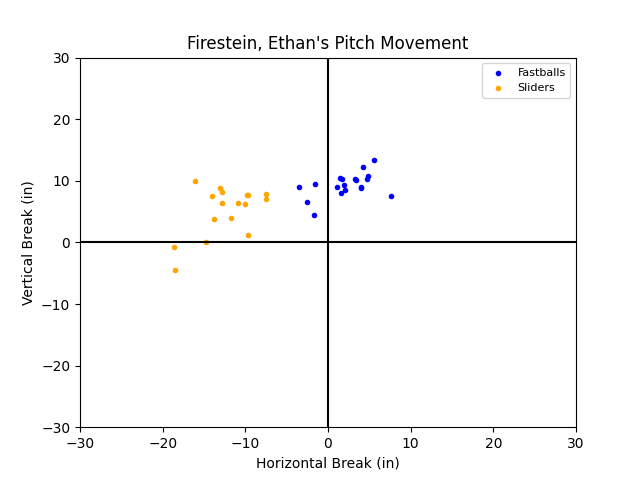 Firestein, Ethan's Pitch Movement
Fastballs
Sliders
30
20
10
0
−10
−20
−30
Vertical Break (in)
−30
−20
−10
0
10
20
30
Horizontal Break (in)